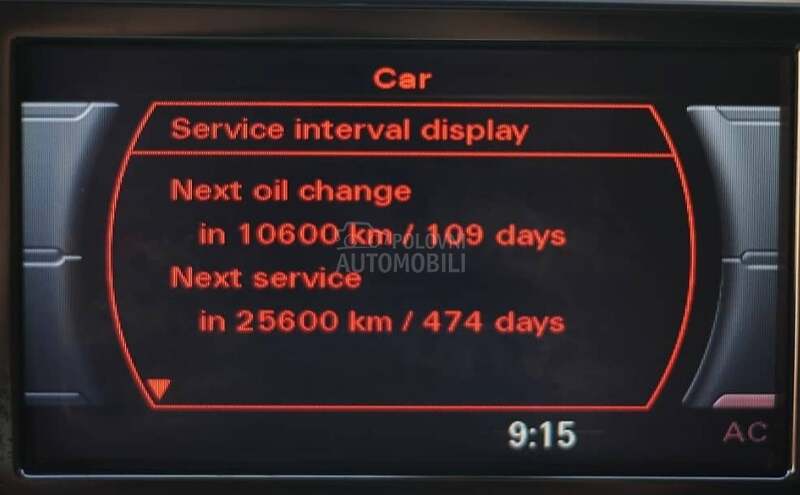 Car
Service interval display
Next oil change
in 10600 km / 109 days
POLOVNI
AUTOMOBILI
Next service
in 25600 km / 474 days
9:15
AC